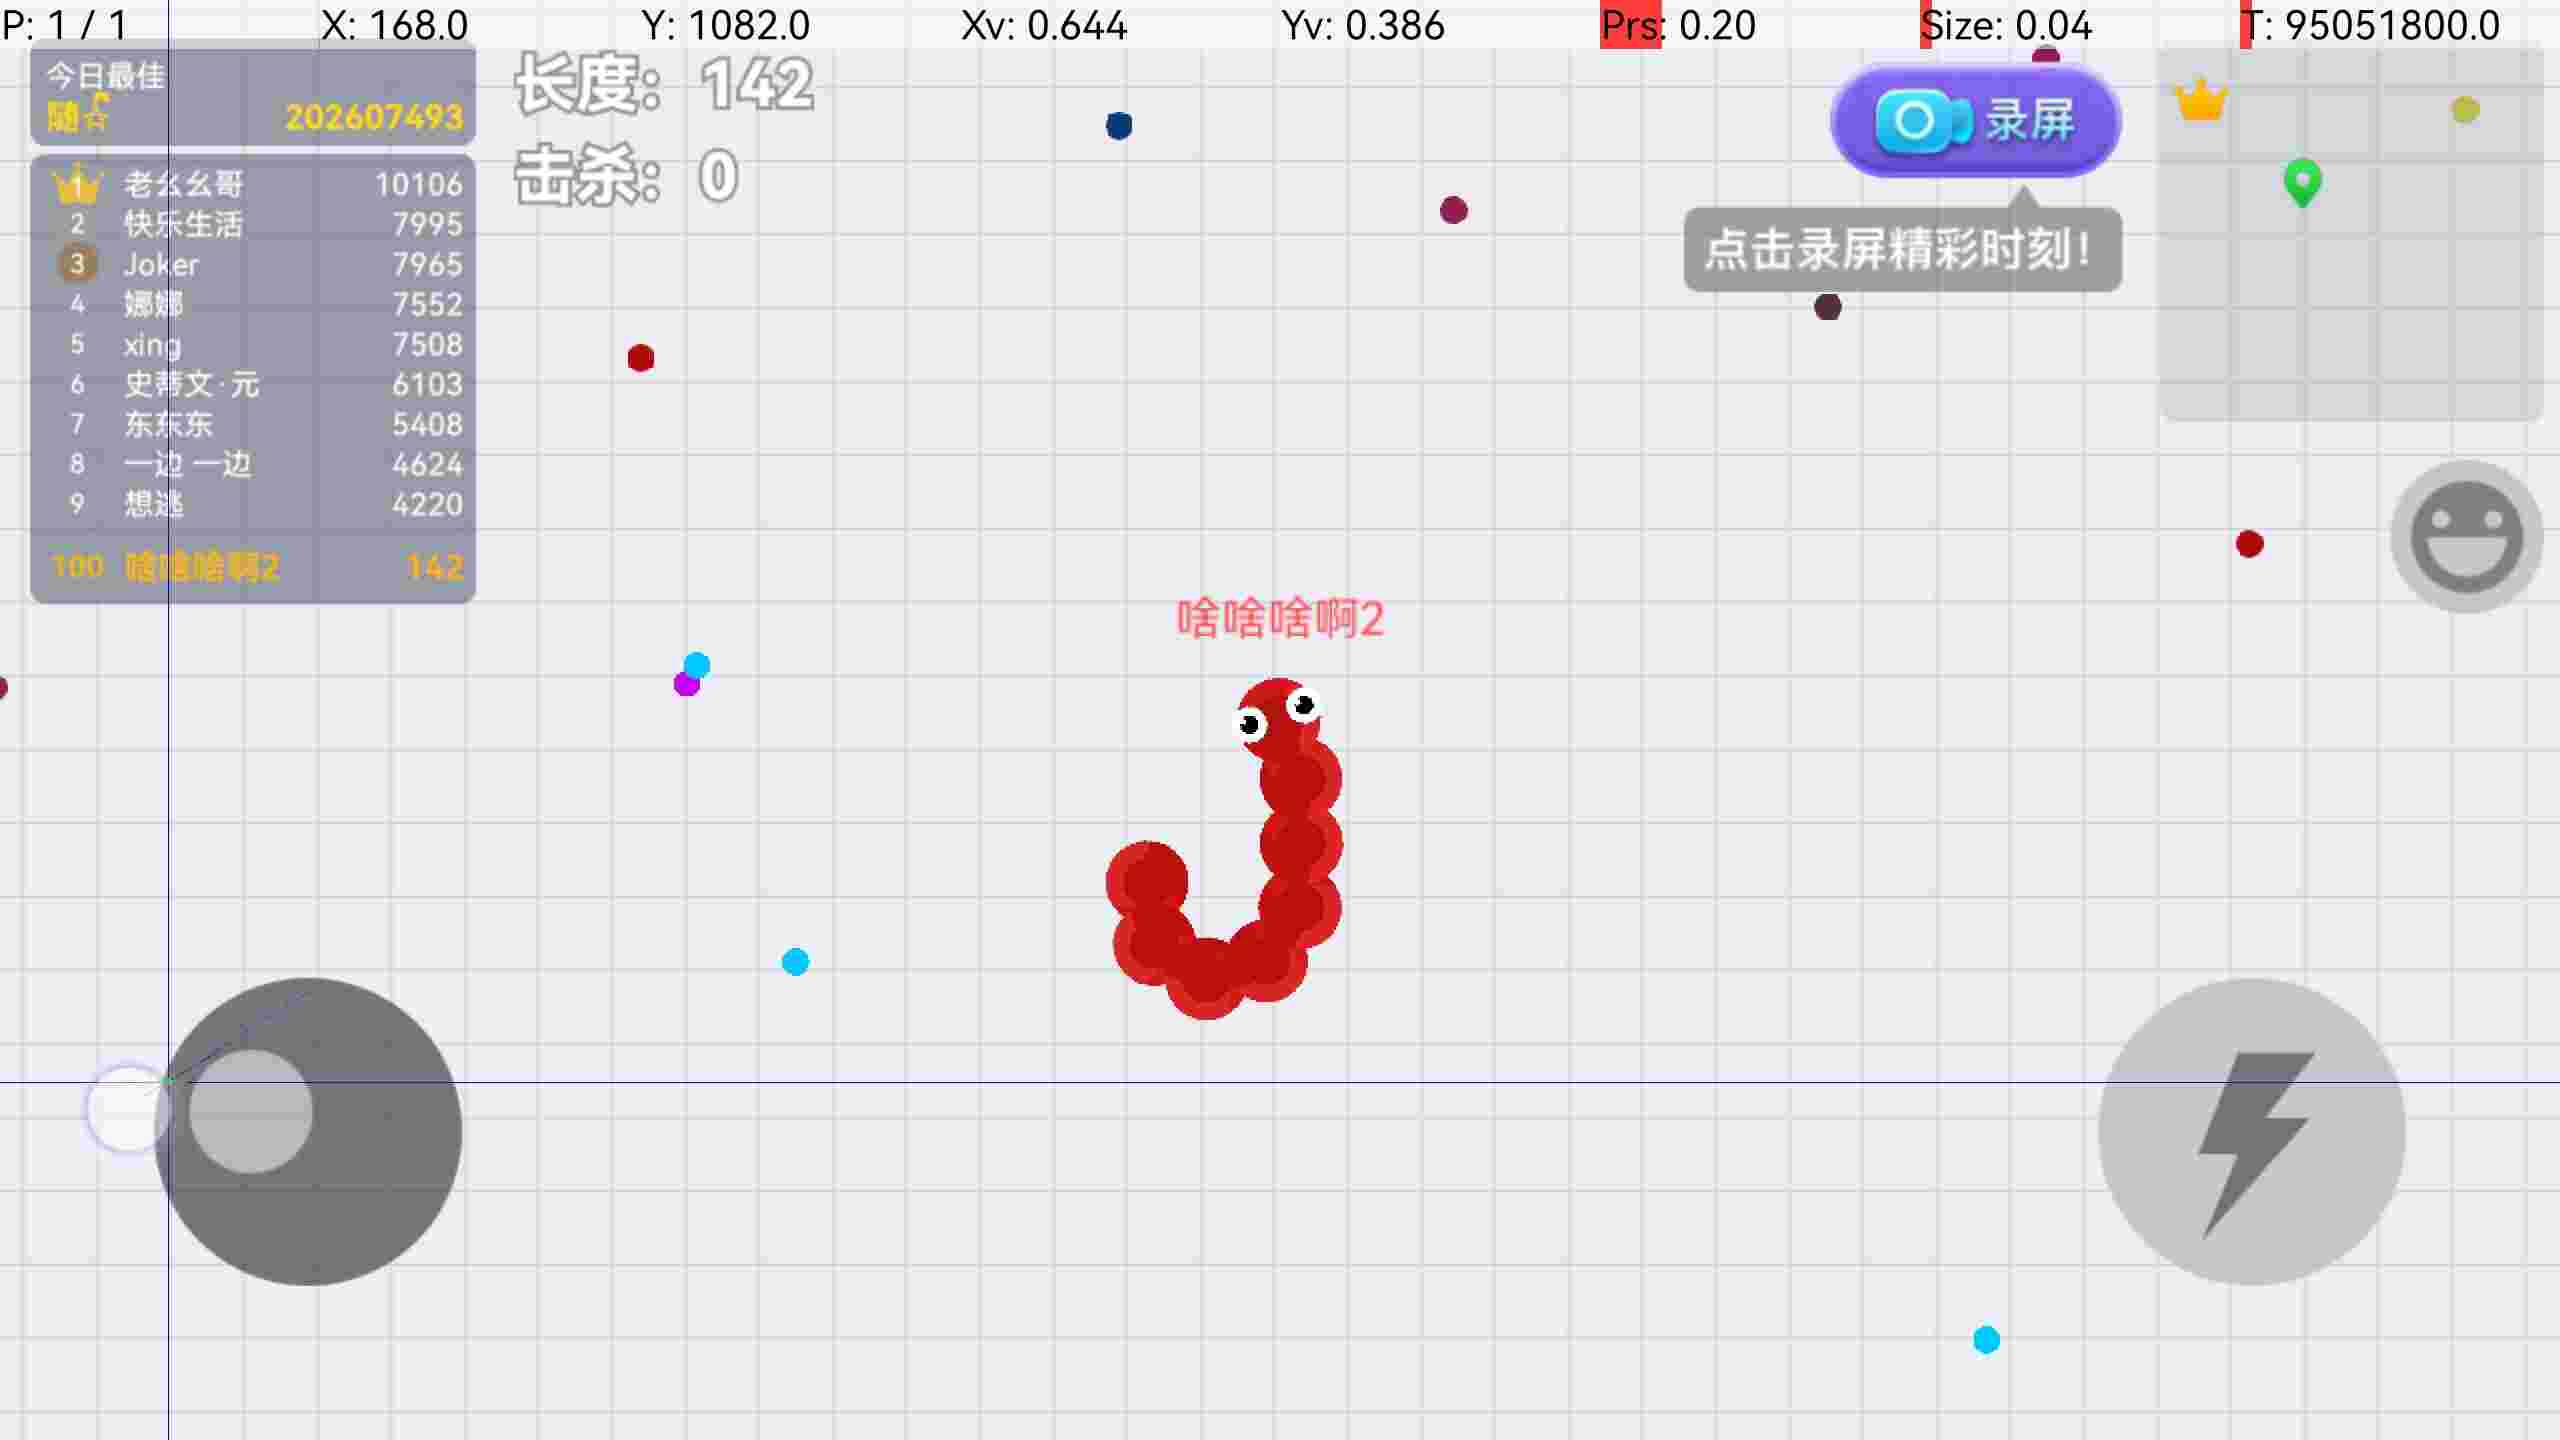 P: 1 / 1 X: 168.0 Y: 1082.0 Xv: 0.644 Yv: 0.386 Prs: 0.20 Size: 0.04 T: 95051800.0
今日最佳
随 202607493
长度：142
击杀：0
1 老幺幺哥 10106
2 快乐生活 7995
3 Joker 7965
4 娜娜 7552
5 xing 7508
6 史蒂文·元 6103
7 东东东 5408
8 一边 一边 4624
9 想逃 4220
100 啥啥啥啊2 142
录屏
点击录屏精彩时刻！
啥啥啥啊2